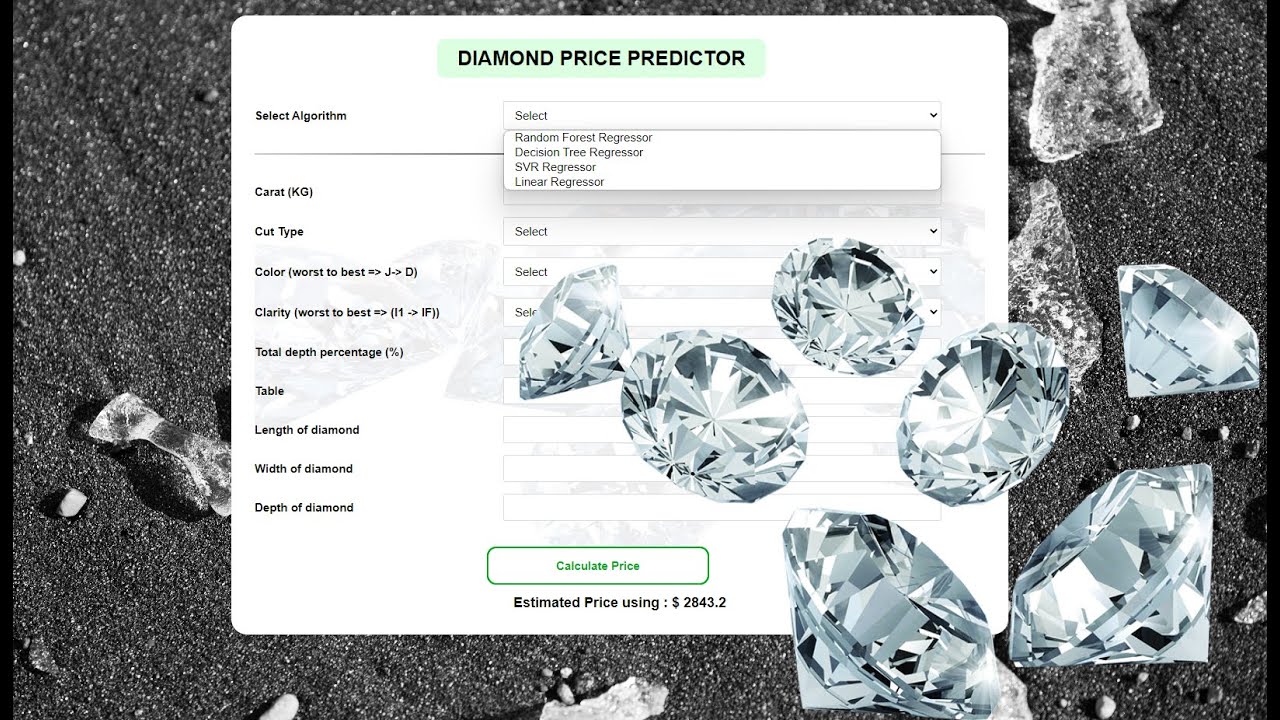 DIAMOND PRICE PREDICTOR
Select Algorithm
Select
Random Forest Regressor
Decision Tree Regressor
SVR Regressor
Linear Regressor
Carat (KG)
Cut Type
Select
Color (worst to best => J-> D)
Select
Clarity (worst to best => (I1 -> IF))
Total depth percentage (%)
Table
Length of diamond
Width of diamond
Depth of diamond
Calculate Price
Estimated Price using : $ 2843.2